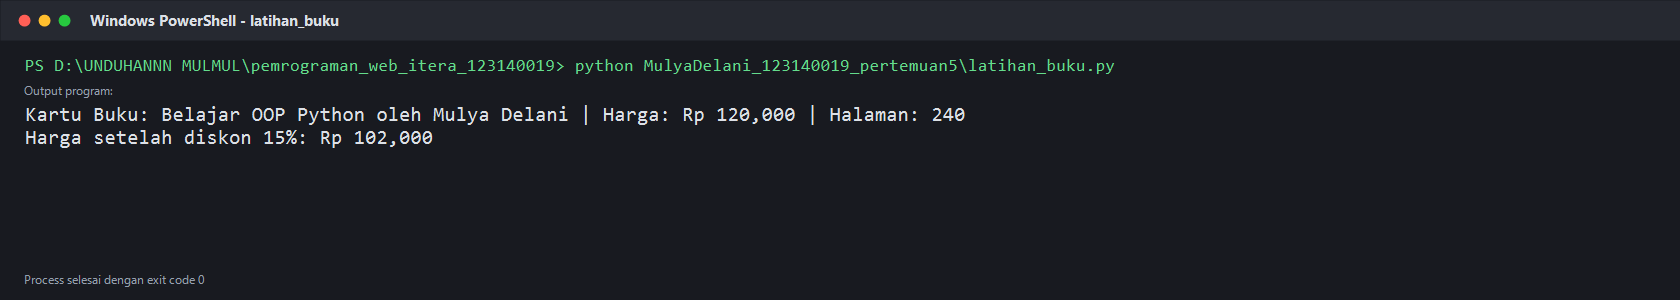 Windows PowerShell - latihan_buku
PS D:\UNDUHANNN MULMUL\pemrograman_web_itera_123140019> python MulyaDelani_123140019_pertemuan5\latihan_buku.py
Output program:
Kartu Buku: Belajar OOP Python oleh Mulya Delani | Harga: Rp 120,000 | Halaman: 240
Harga setelah diskon 15%: Rp 102,000
Process selesai dengan exit code 0